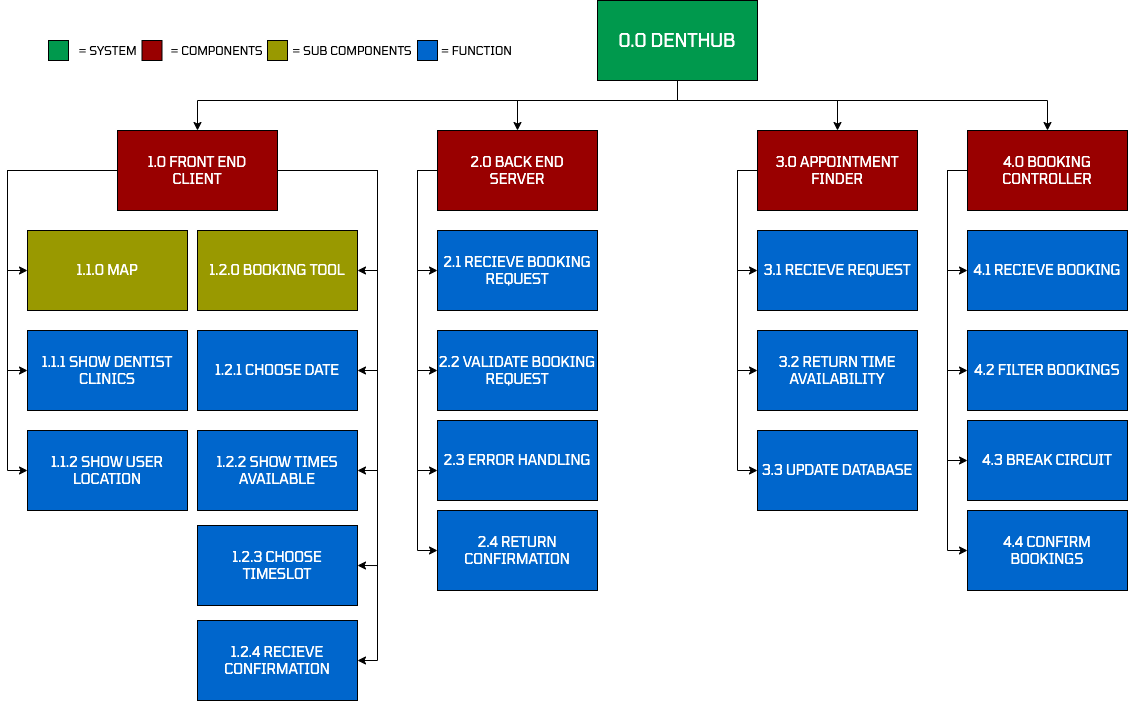 0.0 DENTHUB
= SYSTEM
= COMPONENTS
= SUB COMPONENTS
= FUNCTION
1.0 FRONT END
CLIENT
1.1.0 MAP
1.1.1 SHOW DENTIST
CLINICS
1.1.2 SHOW USER
LOCATION
1.2.0 BOOKING TOOL
1.2.1 CHOOSE DATE
1.2.2 SHOW TIMES
AVAILABLE
1.2.3 CHOOSE
TIMESLOT
1.2.4 RECIEVE
CONFIRMATION
2.0 BACK END
SERVER
2.1 RECIEVE BOOKING
REQUEST
2.2 VALIDATE BOOKING
REQUEST
2.3 ERROR HANDLING
2.4 RETURN
CONFIRMATION
3.0 APPOINTMENT
FINDER
3.1 RECIEVE REQUEST
3.2 RETURN TIME
AVAILABILITY
3.3 UPDATE DATABASE
4.0 BOOKING
CONTROLLER
4.1 RECIEVE BOOKING
4.2 FILTER BOOKINGS
4.3 BREAK CIRCUIT
4.4 CONFIRM
BOOKINGS